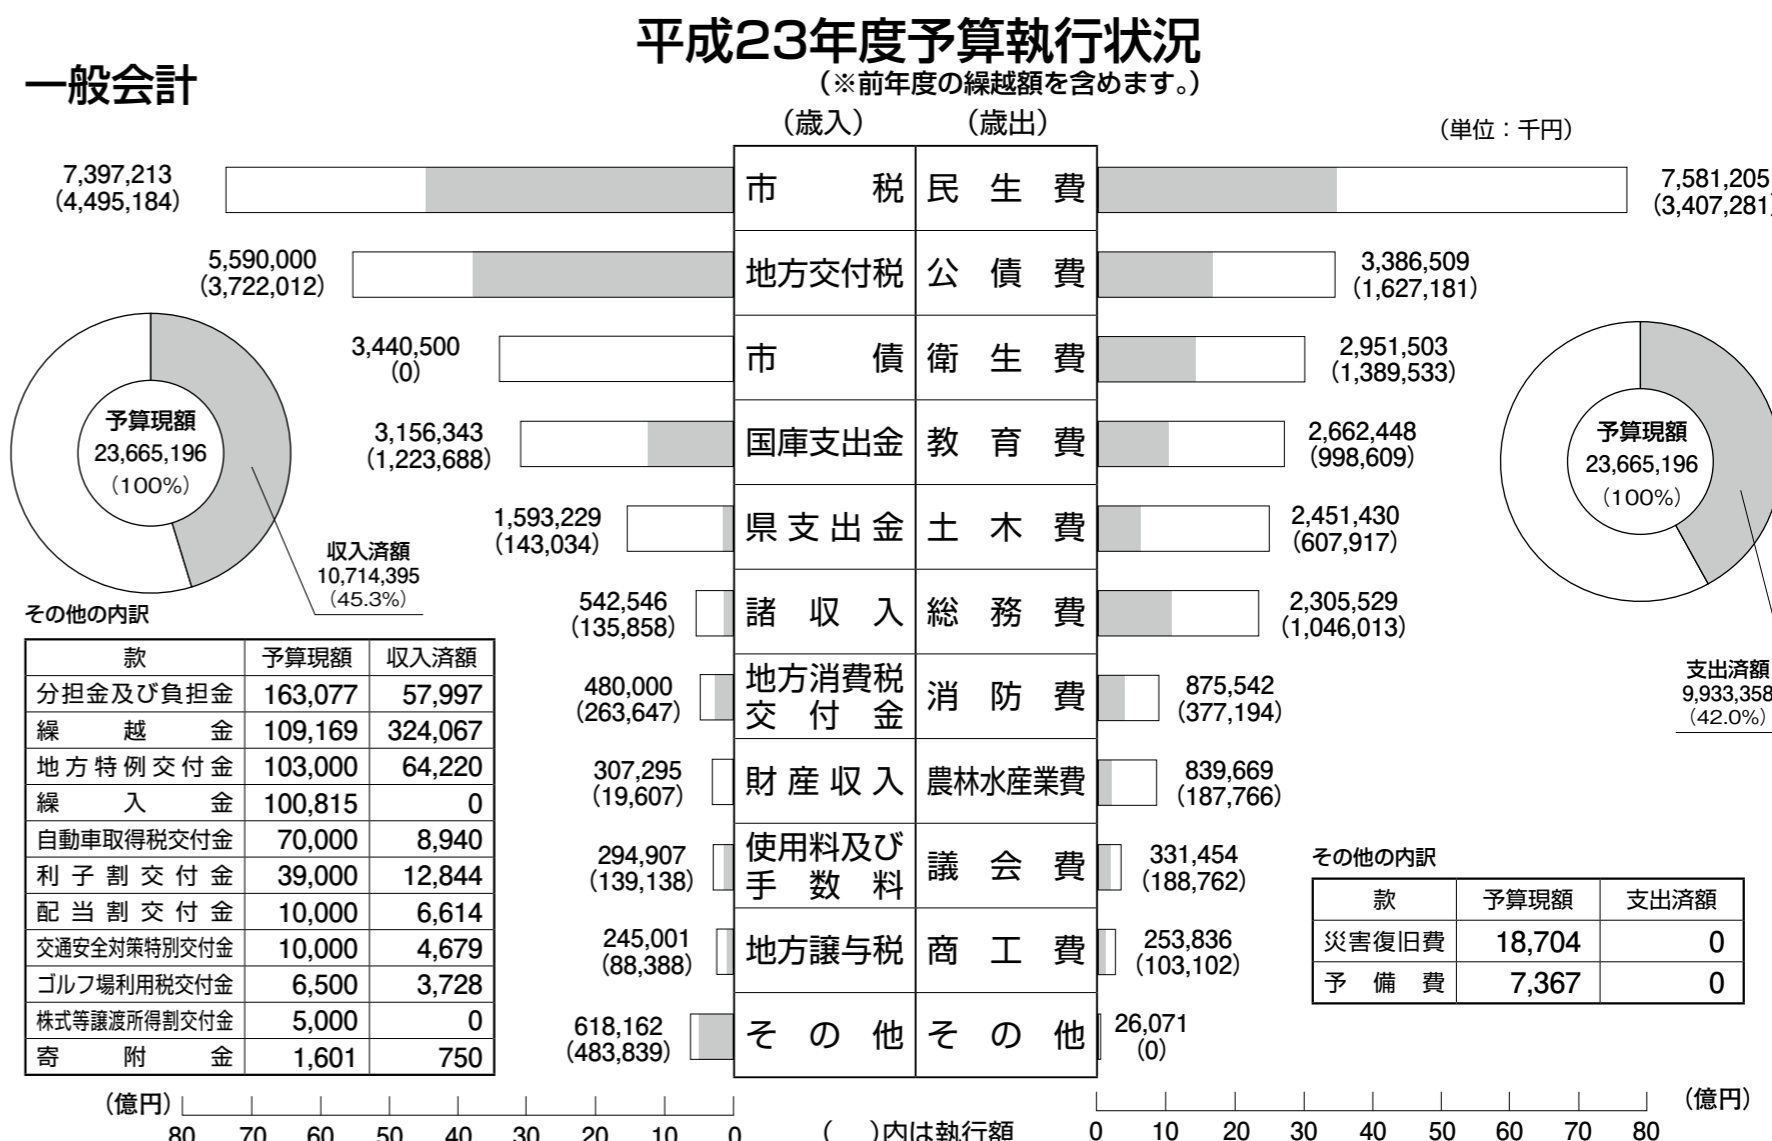 平成23年度予算執行状況
一般会計
（※前年度の繰越額を含めます。）
（歳入）　（歳出）
（単位：千円）
7,397,213
（4,495,184）
市税　民生費
7,581,205
（3,407,281）
5,590,000
（3,722,012）
地方交付税　公債費
3,386,509
（1,627,181）
3,440,500
（0）
市債　衛生費
2,951,503
（1,389,533）
3,156,343
（1,223,688）
国庫支出金　教育費
2,662,448
（998,609）
1,593,229
（143,034）
県支出金　土木費
2,451,430
（607,917）
542,546
（135,858）
諸収入　総務費
2,305,529
（1,046,013）
480,000
（263,647）
地方消費税
交付金
消防費
875,542
（377,194）
307,295
（19,607）
財産収入　農林水産業費
839,669
（187,766）
294,907
（139,138）
使用料及び
手数料
議会費
331,454
（188,762）
245,001
（88,388）
地方譲与税　商工費
253,836
（103,102）
618,162
（483,839）
その他　その他
26,071
（0）
予算現額
23,665,196
（100%）
収入済額
10,714,395
（45.3%）
予算現額
23,665,196
（100%）
支出済額
9,933,358
（42.0%）
その他の内訳
款　予算現額　収入済額
分担金及び負担金　163,077　57,997
繰越金　109,169　324,067
地方特例交付金　103,000　64,220
繰入金　100,815　0
自動車取得税交付金　70,000　8,940
利子割交付金　39,000　12,844
配当割交付金　10,000　6,614
交通安全対策特別交付金　10,000　4,679
ゴルフ場利用税交付金　6,500　3,728
株式等譲渡所得割交付金　5,000　0
寄附金　1,601　750
その他の内訳
款　予算現額　支出済額
災害復旧費　18,704　0
予備費　7,367　0
（億円）
80 70 60 50 40 30 20 10 0
（　）内は執行額
0 10 20 30 40 50 60 70 80
（億円）